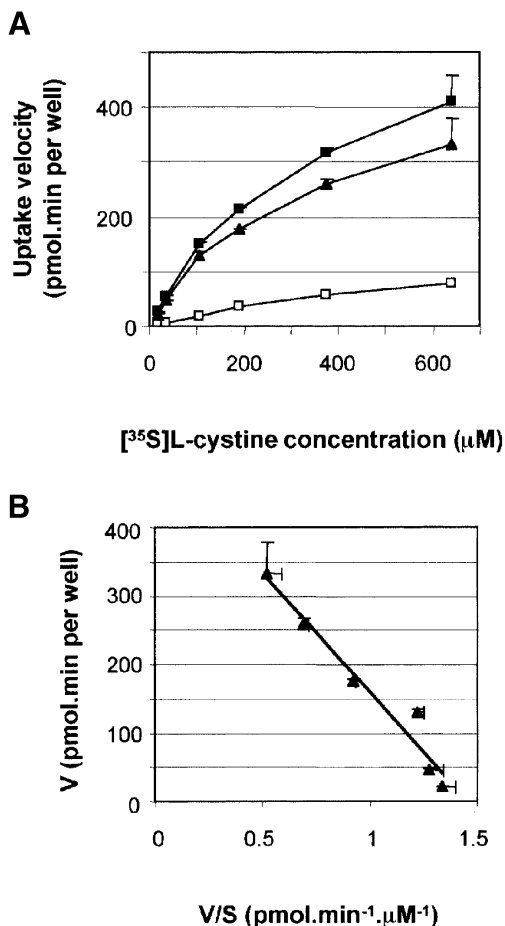 A
Uptake velocity
(pmol.min per well)
400
200
0
0 200 400 600
[³⁵S]L-cystine concentration (µM)
B
V (pmol.min per well)
400
300
200
100
0
0 0.5 1 1.5
V/S (pmol.min⁻¹.µM⁻¹)